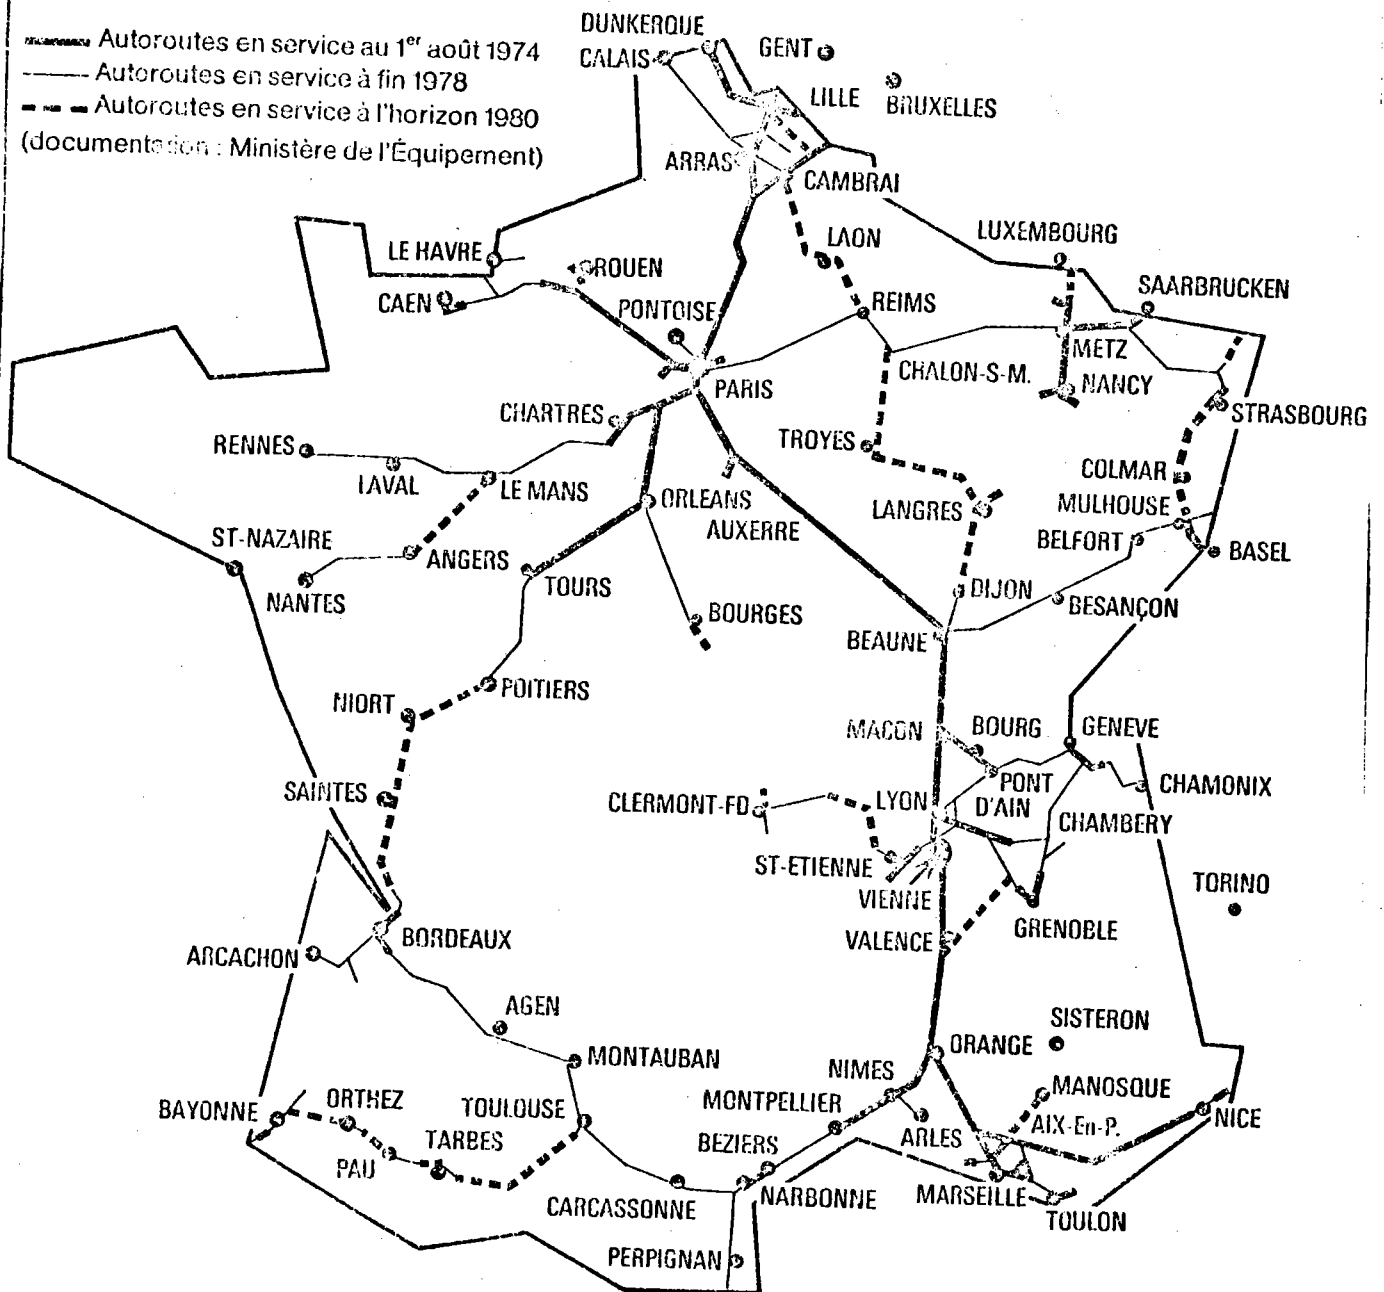 Autoroutes en service au 1er août 1974
Autoroutes en service à fin 1978
Autoroutes en service à l'horizon 1980
(documentation : Ministère de l'Équipement)
DUNKERQUE
CALAIS
GENT
LILLE
BRUXELLES
ARRAS
CAMBRAI
LAON
LUXEMBOURG
LE HAVRE
ROUEN
CAEN
PONTOISE
REIMS
SAARBRUCKEN
METZ
CHALON-S-M.
NANCY
PARIS
CHARTRES
STRASBOURG
RENNES
TROYES
LAVAL
LE MANS
COLMAR
ORLEANS
LANGRES
MULHOUSE
AUXERRE
ST-NAZAIRE
BELFORT
BASEL
ANGERS
TOURS
NANTES
DIJON
BESANÇON
BOURGES
BEAUNE
POITIERS
NIORT
MACON
BOURG
GENEVE
SAINTES
CLERMONT-FD
LYON
PONT
D'AIN
CHAMONIX
CHAMBERY
ST-ETIENNE
VIENNE
TORINO
BORDEAUX
VALENCE
GRENOBLE
ARCACHON
AGEN
SISTERON
MONTAUBAN
ORANGE
NIMES
MANOSQUE
BAYONNE
ORTHEZ
TOULOUSE
MONTPELLIER
ARLES
AIX-En-P.
NICE
TARBES
BEZIERS
PAU
CARCASSONNE
NARBONNE
MARSEILLE
TOULON
PERPIGNAN